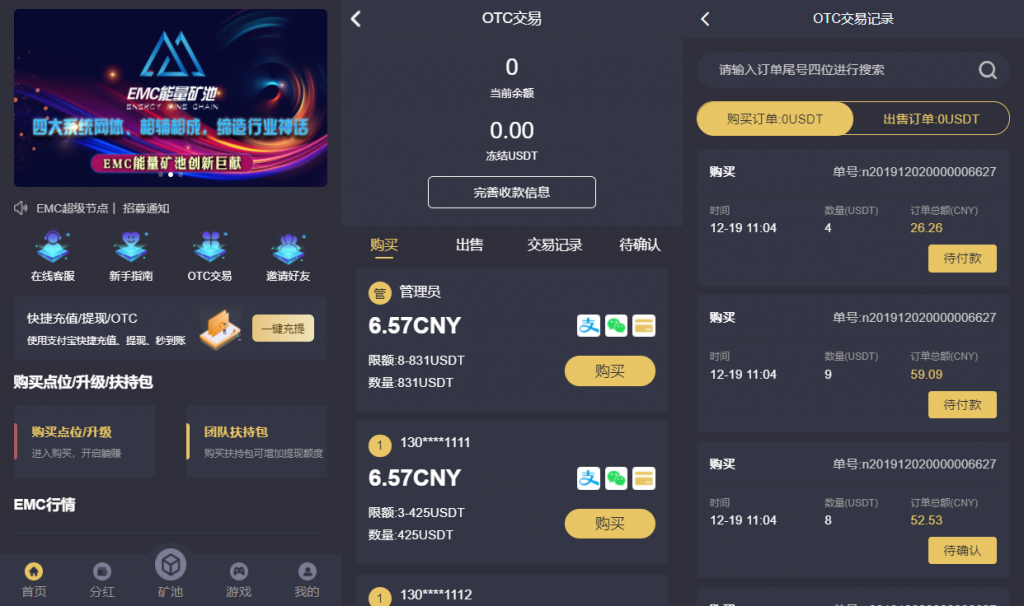 EMC能量矿池
ENERGY MINE CHAIN
四大系统网体、相辅相成，缔造行业神话
EMC能量矿池创新巨献
EMC超级节点 | 招募通知
在线客服
新手指南
OTC交易
邀请好友
快捷充值/提现/OTC
使用支付宝快捷充值、提现、秒到账
一键充提
购买点位/升级/扶持包
购买点位/升级
进入购买，开启躺赚
团队扶持包
购买扶持包可增加提现额度
EMC行情
首页
分红
矿池
游戏
我的
OTC交易
0
当前余额
0.00
冻结USDT
完善收款信息
购买
出售
交易记录
待确认
管
管理员
6.57CNY
支
限额:8-831USDT
数量:831USDT
购买
1
130****1111
6.57CNY
支
限额:3-425USDT
数量:425USDT
购买
1
130****1112
OTC交易记录
请输入订单尾号四位进行搜索
购买订单:0USDT
出售订单:0USDT
购买
单号:n201912020000006627
时间
数量(USDT)
订单总额(CNY)
12-19 11:04
4
26.26
待付款
购买
单号:n201912020000006627
时间
数量(USDT)
订单总额(CNY)
12-19 11:04
9
59.09
待付款
购买
单号:n201912020000006627
时间
数量(USDT)
订单总额(CNY)
12-19 11:04
8
52.53
待确认